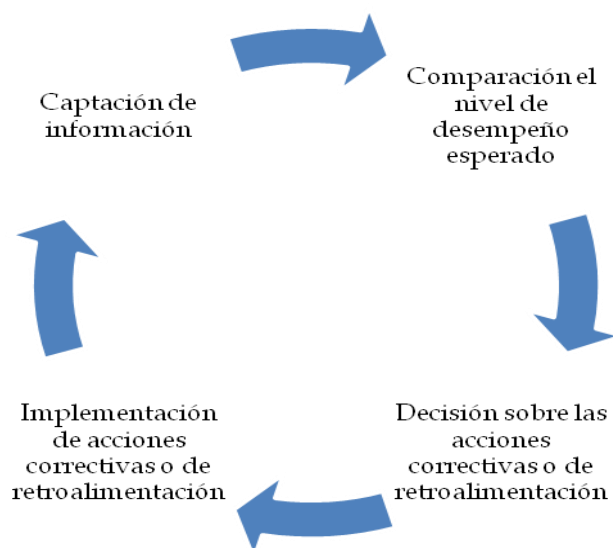 Captación de
información
Comparación el
nivel de
desempeño
esperado
Decisión sobre las
acciones
correctivas o de
retroalimentación
Implementación
de acciones
correctivas o de
retroalimentación